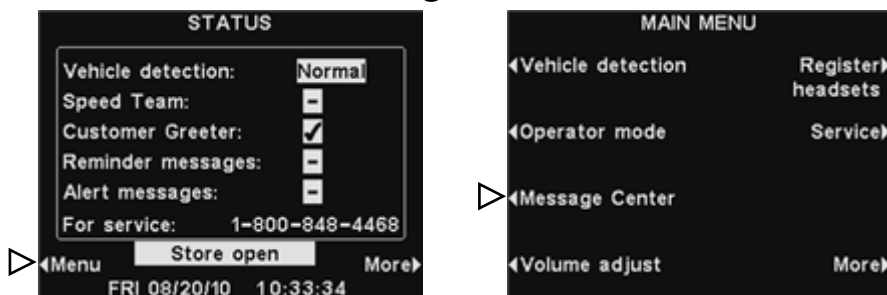 STATUS
Vehicle detection: Normal
Speed Team: -
Customer Greeter: ✓
Reminder messages: -
Alert messages: -
For service: 1-800-848-4468
Store open
Menu More
FRI 08/20/10 10:33:34
MAIN MENU
Vehicle detection Register
headsets
Operator mode Service
Message Center
Volume adjust More